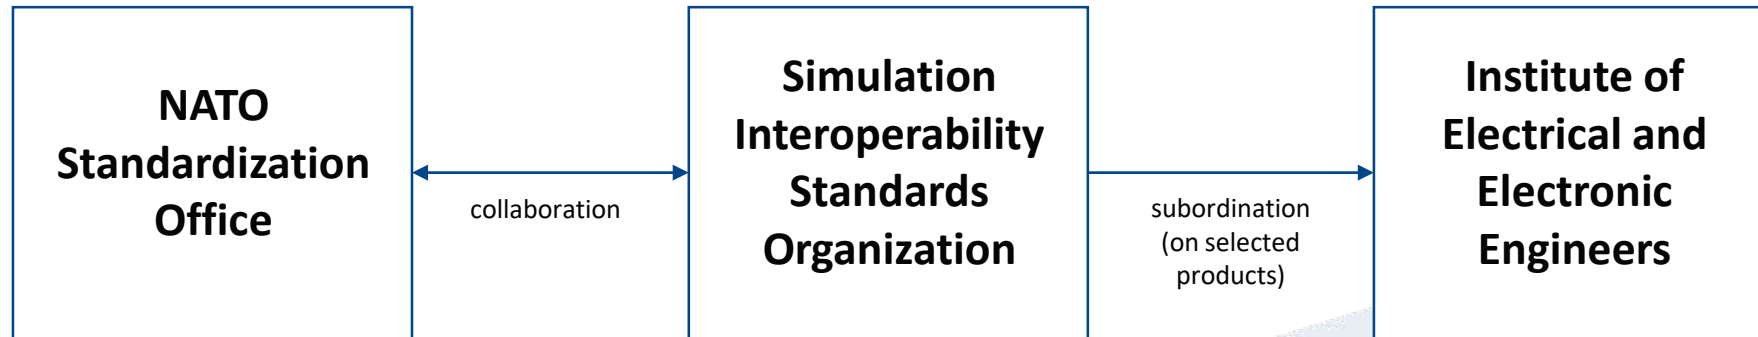 NATO
Standardization
Office
collaboration
Simulation
Interoperability
Standards
Organization
subordination
(on selected
products)
Institute of
Electrical and
Electronic
Engineers